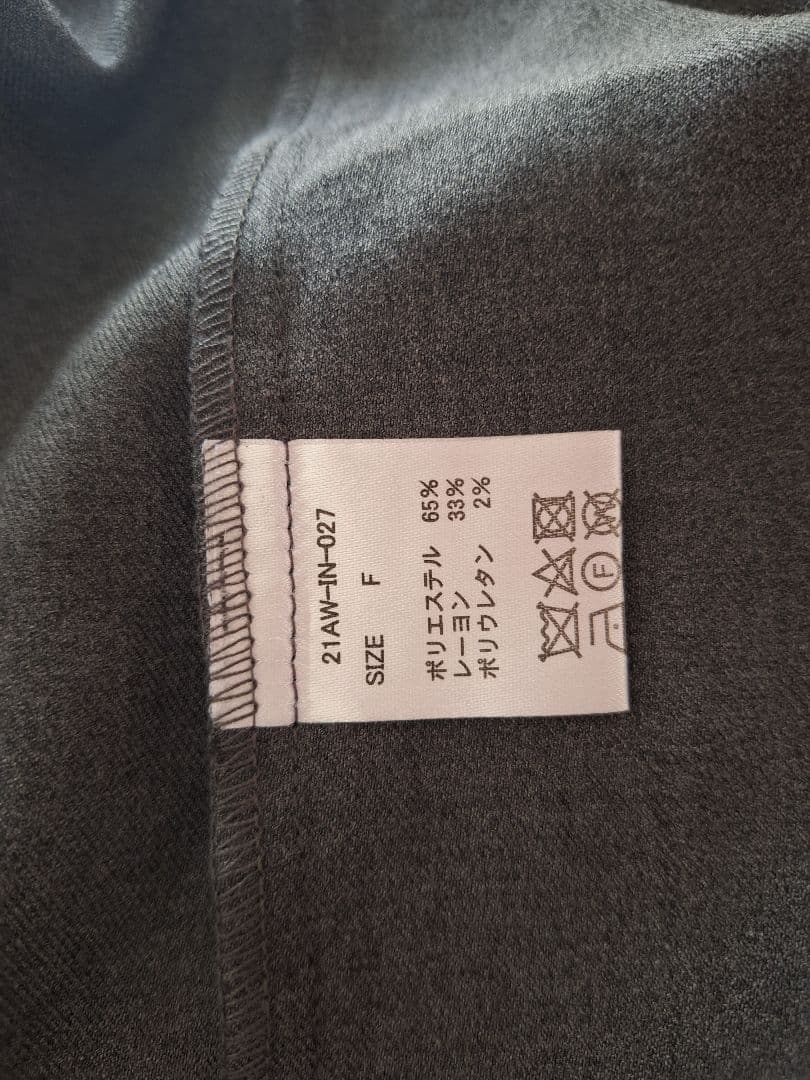 21AW-IN-027
SIZE F
ポリエステル 65%
レーヨン 33%
ポリウレタン 2%
F W